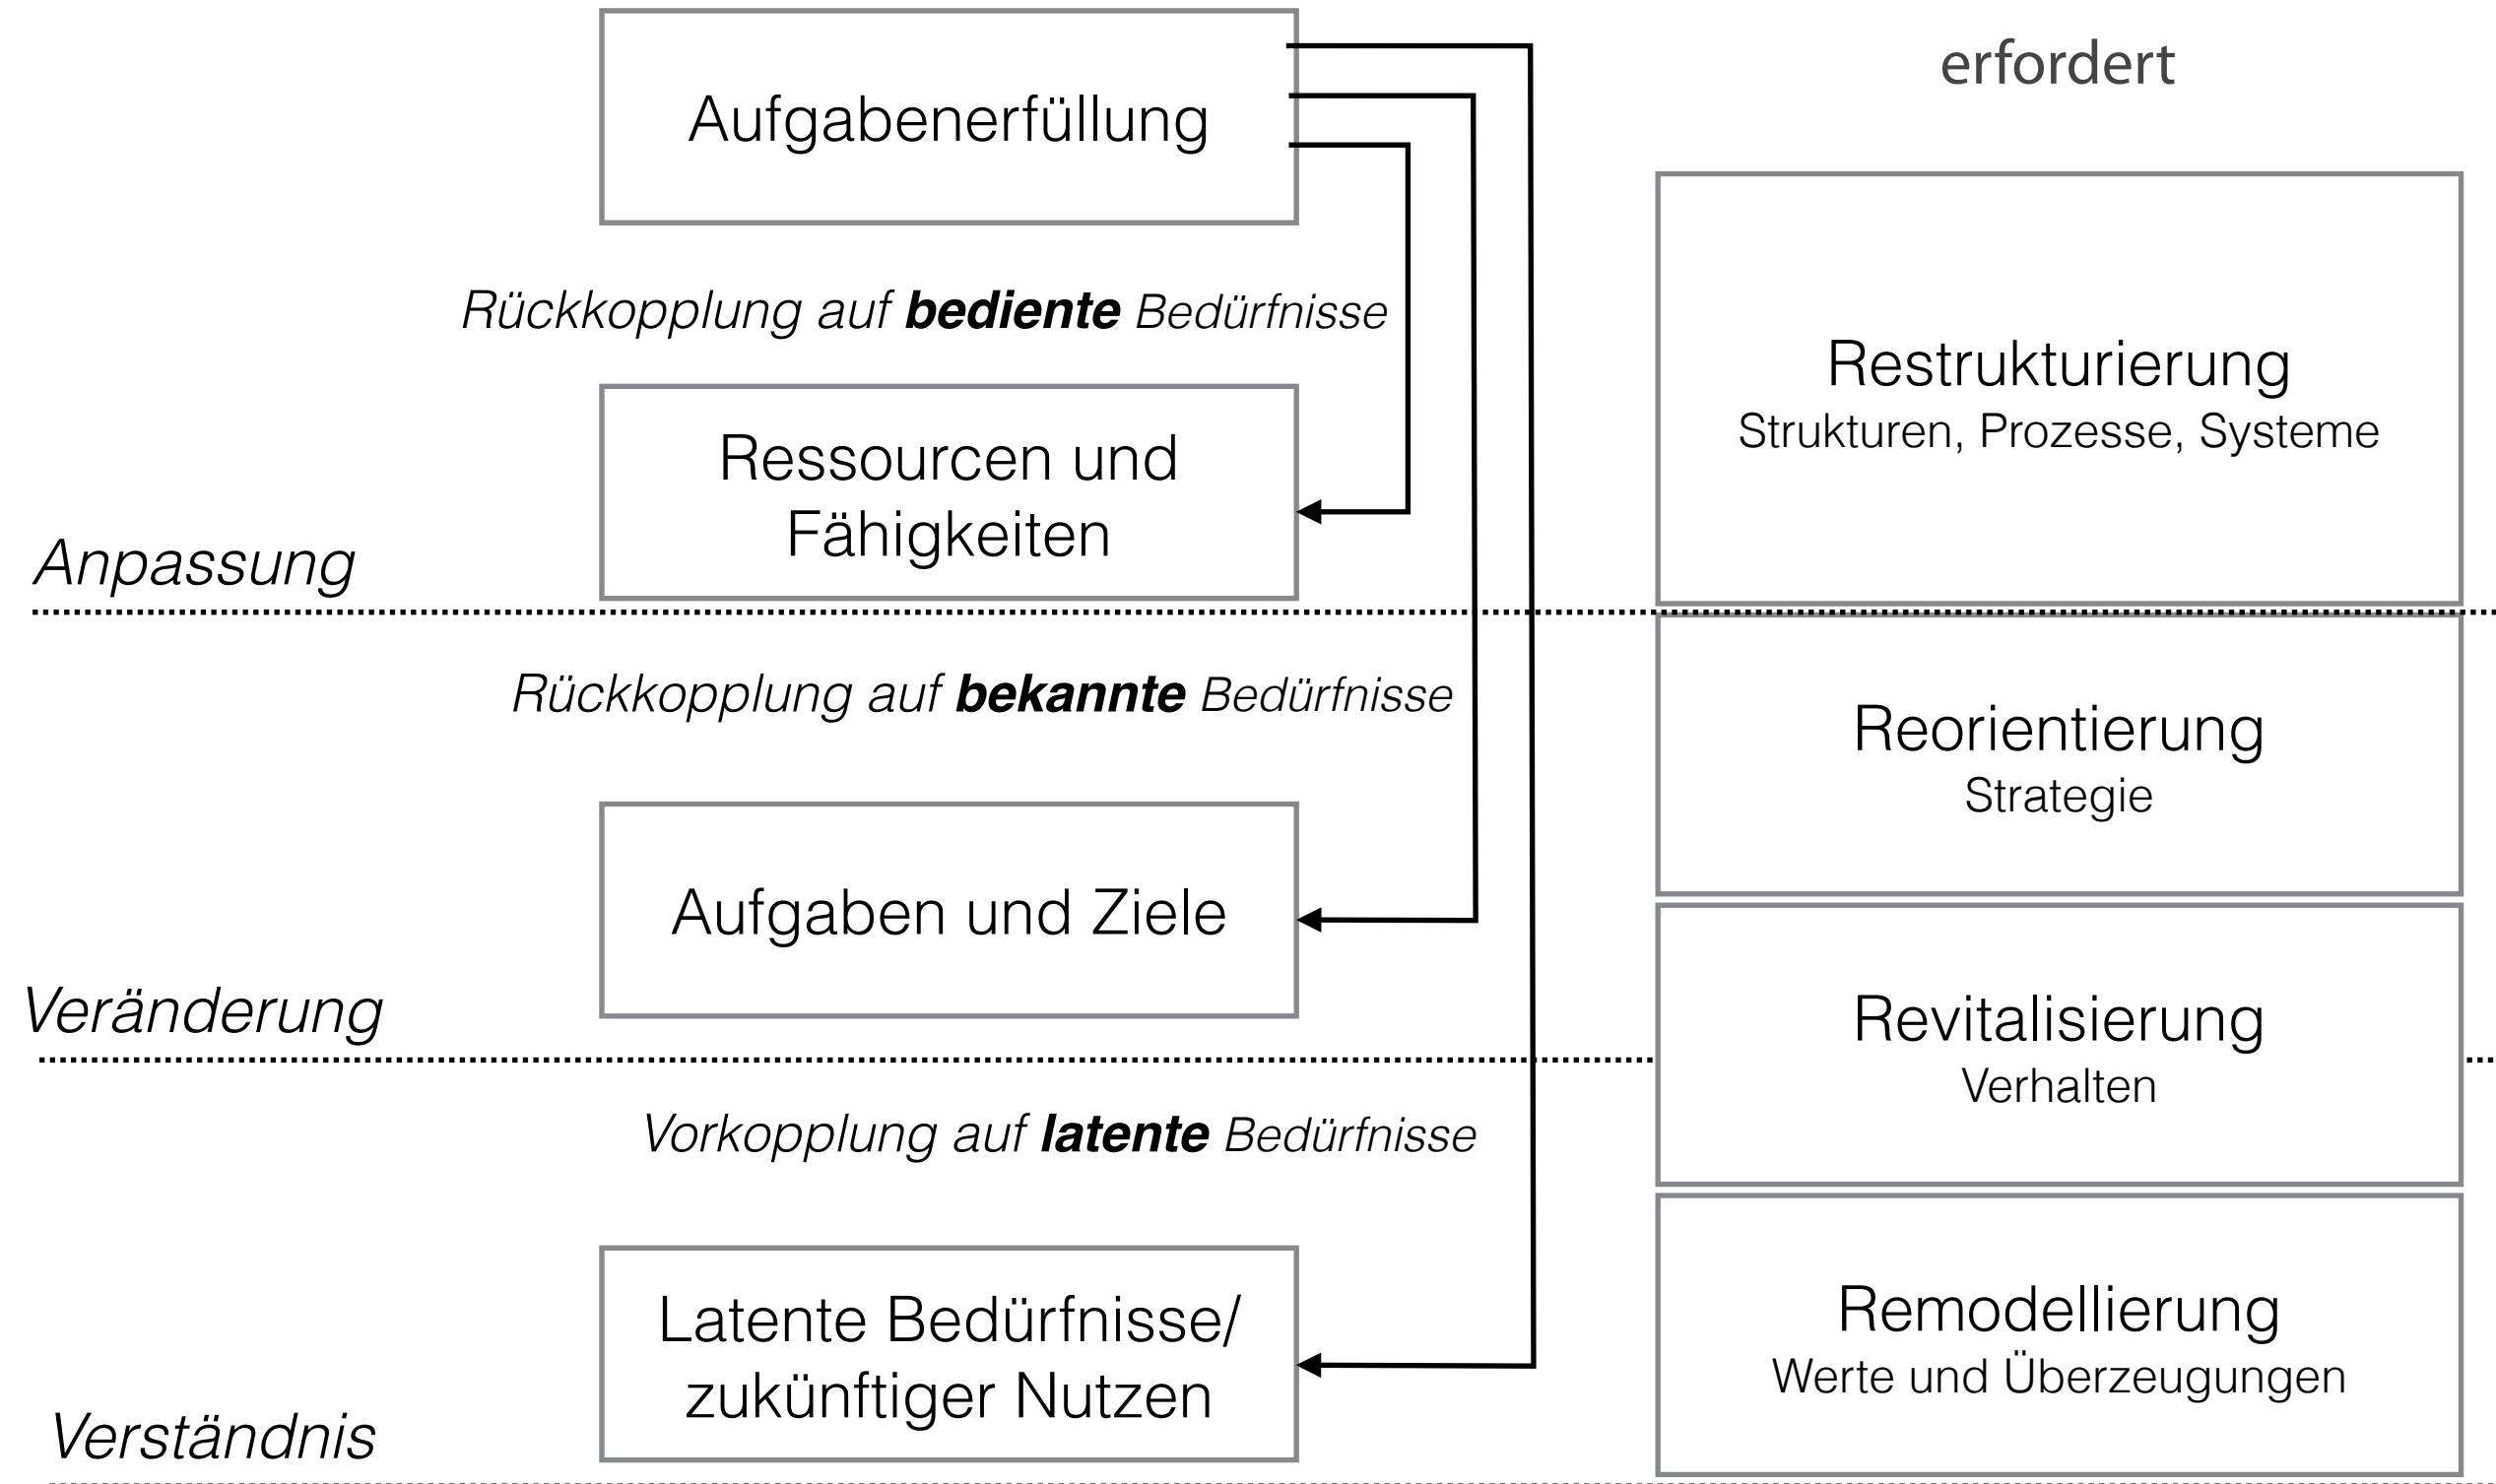 erfordert
Aufgabenerfüllung
Rückkopplung auf bediente Bedürfnisse
Ressourcen und
Fähigkeiten
Restrukturierung
Strukturen, Prozesse, Systeme
Anpassung
Rückkopplung auf bekannte Bedürfnisse
Reorientierung
Strategie
Aufgaben und Ziele
Veränderung
Revitalisierung
Verhalten
Vorkopplung auf latente Bedürfnisse
Latente Bedürfnisse/
zukünftiger Nutzen
Remodellierung
Werte und Überzeugungen
Verständnis